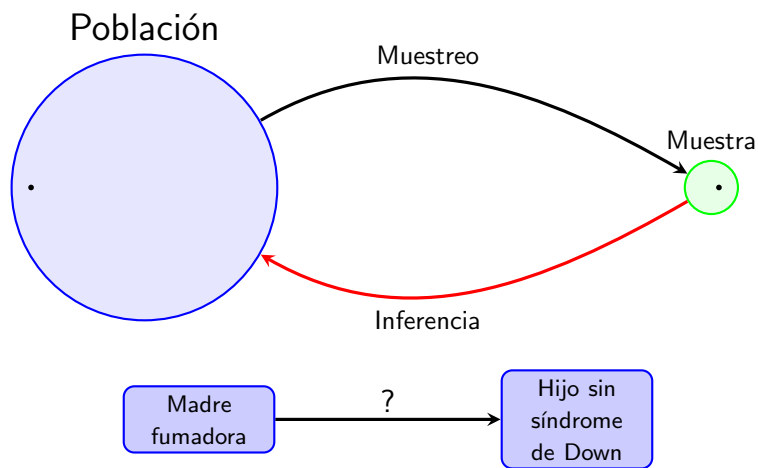 Población
Muestreo
Muestra
Inferencia
Madre
fumadora
?
Hijo sin
síndrome
de Down